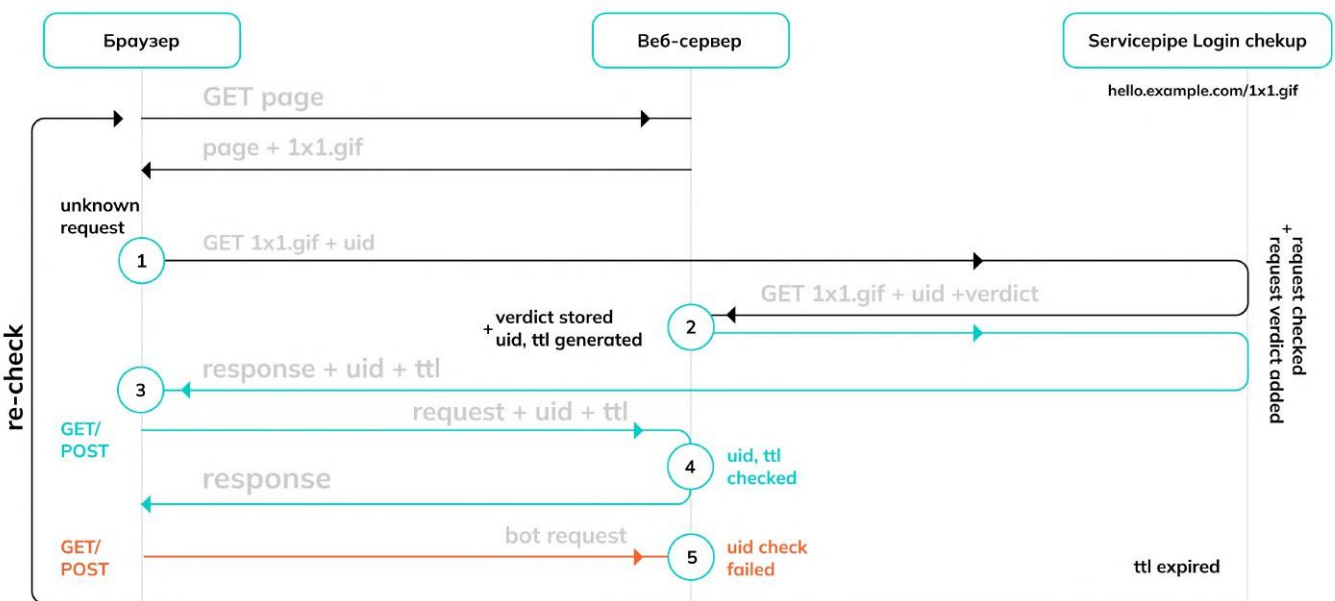 Браузер
Веб-сервер
Servicepipe Login chekup
hello.example.com/1x1.gif
GET page
page + 1x1.gif
unknown
request
1
GET 1x1.gif + uid
+ request checked
request verdict added
GET 1x1.gif + uid +verdict
2
+ verdict stored
uid, ttl generated
re-check
3
response + uid + ttl
request + uid + ttl
GET/
POST
4
uid, ttl
checked
response
bot request
GET/
POST
5
uid check
failed
ttl expired